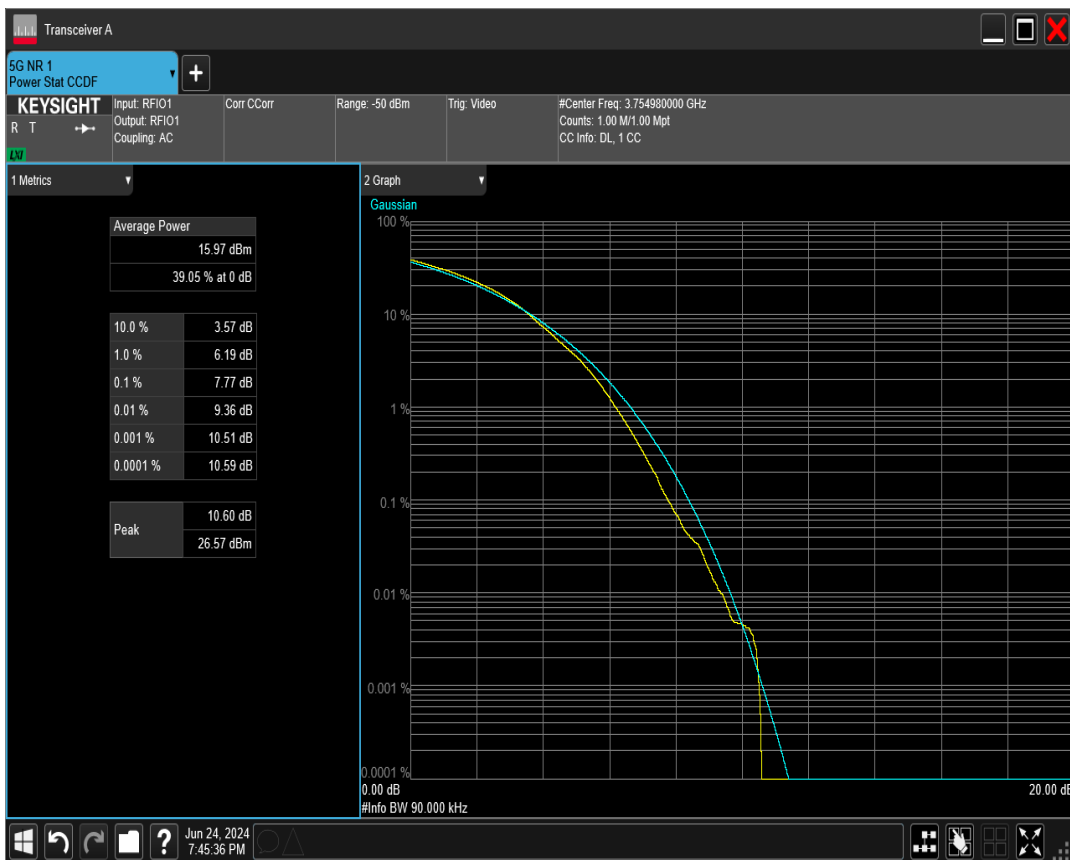 Transceiver A
5G NR 1
Power Stat CCDF
KEYSIGHT
R T
LXI
Input: RFIO1
Output: RFIO1
Coupling: AC
Corr CCorr
Range: -50 dBm
Trig: Video
#Center Freq: 3.754980000 GHz
Counts: 1.00 M/1.00 Mpt
CC Info: DL, 1 CC
1 Metrics
Average Power
15.97 dBm
39.05 % at 0 dB
10.0 % 3.57 dB
1.0 % 6.19 dB
0.1 % 7.77 dB
0.01 % 9.36 dB
0.001 % 10.51 dB
0.0001 % 10.59 dB
Peak 10.60 dB
26.57 dBm
2 Graph
Gaussian
100 %
10 %
1 %
0.1 %
0.01 %
0.001 %
0.0001 %
0.00 dB 20.00 dB
#Info BW 90.000 kHz
?
Jun 24, 2024
7:45:36 PM